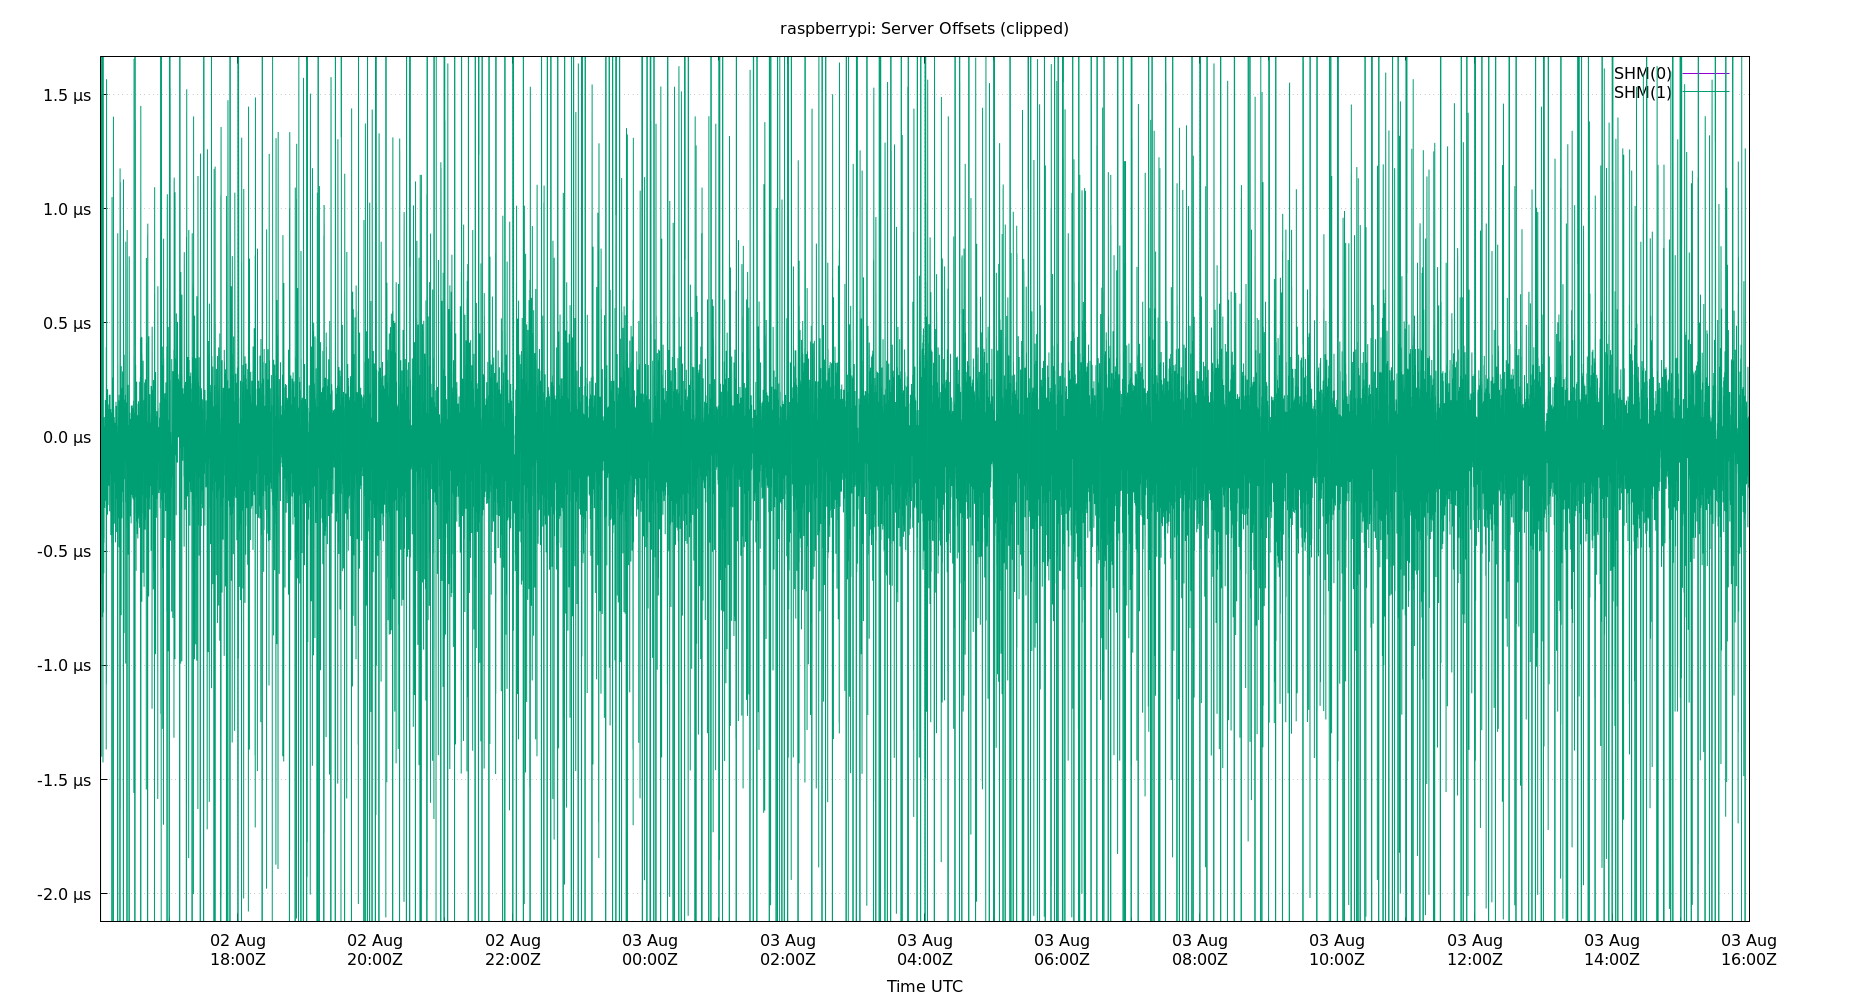 raspberrypi: Server Offsets (clipped)
SHM(0)
SHM(1)
1.5 µs
1.0 µs
0.5 µs
0.0 µs
-0.5 µs
-1.0 µs
-1.5 µs
-2.0 µs
02 Aug 02 Aug 02 Aug 03 Aug 03 Aug 03 Aug 03 Aug 03 Aug 03 Aug 03 Aug 03 Aug 03 Aug
18:00Z 20:00Z 22:00Z 00:00Z 02:00Z 04:00Z 06:00Z 08:00Z 10:00Z 12:00Z 14:00Z 16:00Z
Time UTC